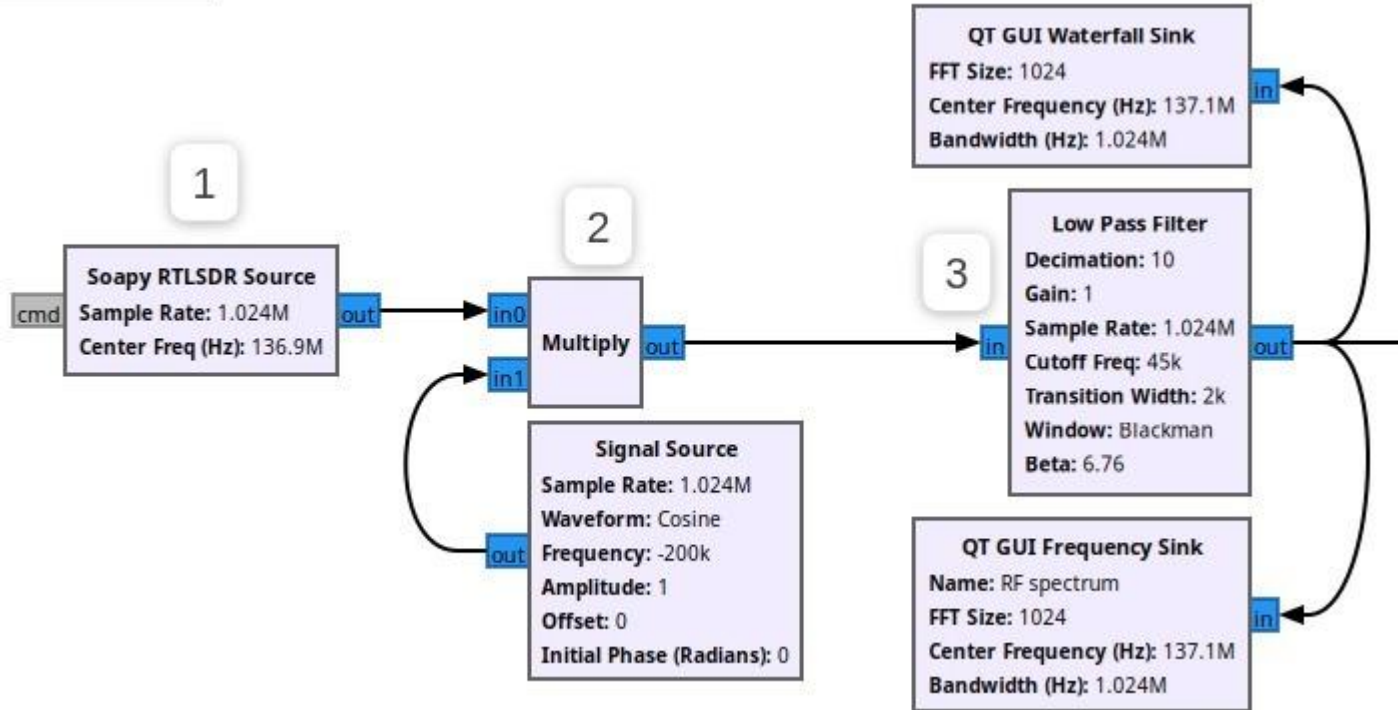 1
cmd
Soapy RTLSDR Source
Sample Rate: 1.024M
Center Freq (Hz): 136.9M
out
2
in0
in1
Multiply
out
Signal Source
Sample Rate: 1.024M
Waveform: Cosine
Frequency: -200k
Amplitude: 1
Offset: 0
Initial Phase (Radians): 0
out
3
in
Low Pass Filter
Decimation: 10
Gain: 1
Sample Rate: 1.024M
Cutoff Freq: 45k
Transition Width: 2k
Window: Blackman
Beta: 6.76
out
QT GUI Waterfall Sink
FFT Size: 1024
Center Frequency (Hz): 137.1M
Bandwidth (Hz): 1.024M
in
QT GUI Frequency Sink
Name: RF spectrum
FFT Size: 1024
Center Frequency (Hz): 137.1M
Bandwidth (Hz): 1.024M
in